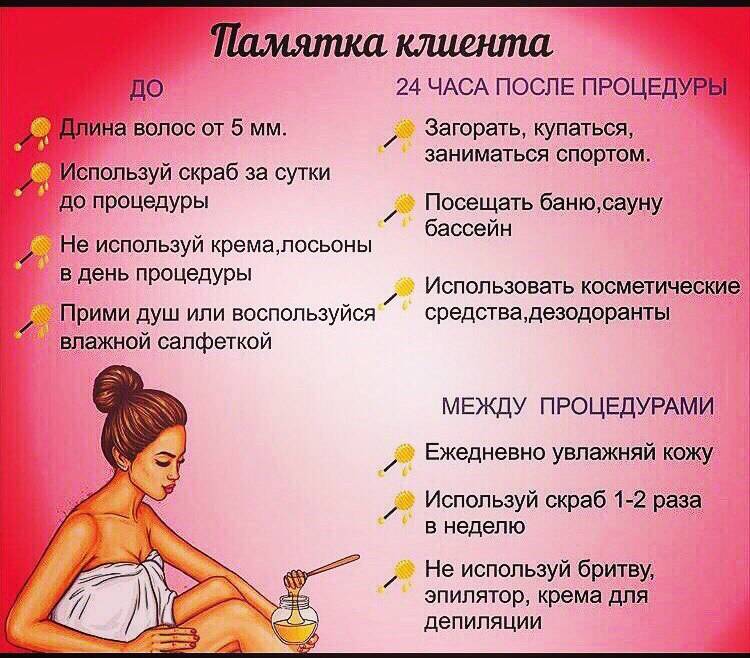 Памятка клиента
ДО
Длина волос от 5 мм.
Используй скраб за сутки
до процедуры
Не используй крема,лосьоны
в день процедуры
Прими душ или воспользуйся
влажной салфеткой
24 ЧАСА ПОСЛЕ ПРОЦЕДУРЫ
Загорать, купаться,
заниматься спортом.
Посещать баню,сауну
бассейн
Использовать косметические
средства,дезодоранты
МЕЖДУ ПРОЦЕДУРАМИ
Ежедневно увлажняй кожу
Используй скраб 1-2 раза
в неделю
Не используй бритву,
эпилятор, крема для
депиляции